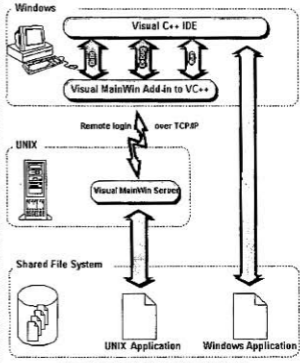 Windows
Visual C++ IDE
Visual MainWin Add-in to VC++
Remote login over TCP/IP
UNIX
Visual MainWin Server
Shared File System
UNIX Application
Windows Application